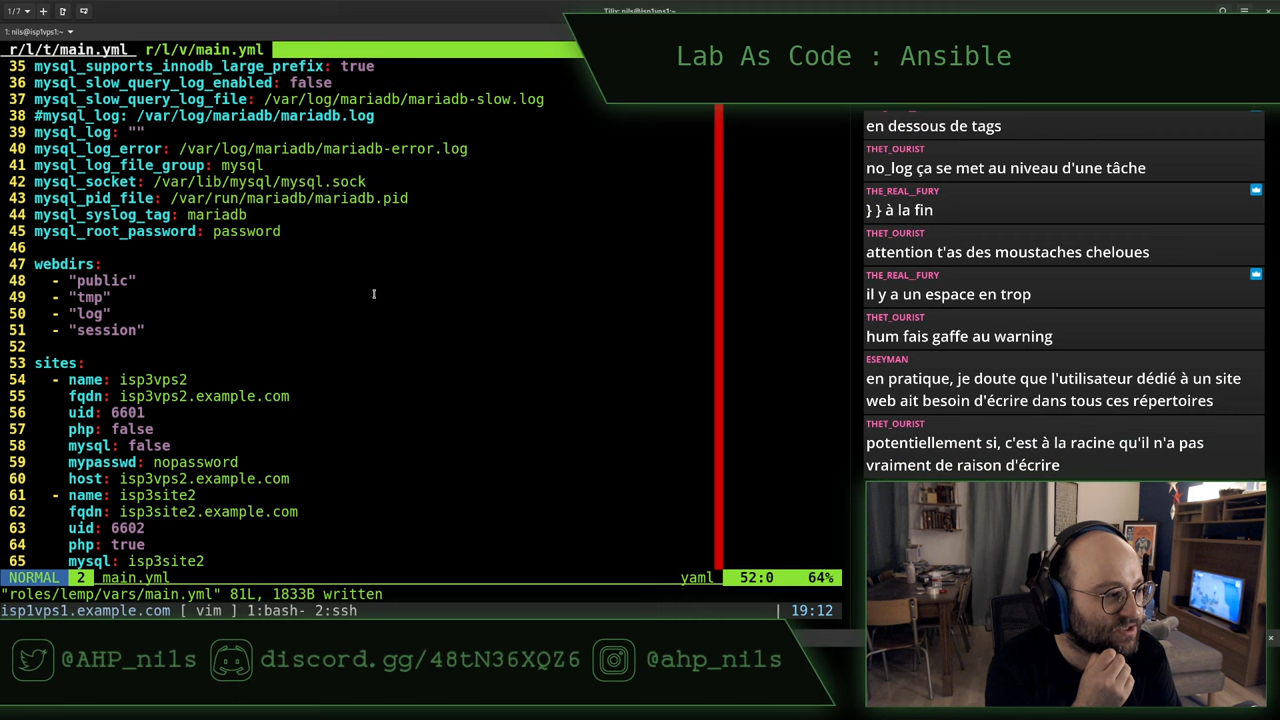 1/7
Tilix: nils@isp1vps1:~
1: nils@isp1vps1:~
r/l/t/main.yml r/l/v/main.yml
Lab As Code : Ansible
35 mysql_supports_innodb_large_prefix: true
36 mysql_slow_query_log_enabled: false
37 mysql_slow_query_log_file: /var/log/mariadb/mariadb-slow.log
38 #mysql_log: /var/log/mariadb/mariadb.log
39 mysql_log: ""
40 mysql_log_error: /var/log/mariadb/mariadb-error.log
41 mysql_log_file_group: mysql
42 mysql_socket: /var/lib/mysql/mysql.sock
43 mysql_pid_file: /var/run/mariadb/mariadb.pid
44 mysql_syslog_tag: mariadb
45 mysql_root_password: password
46
47 webdirs:
48   - "public"
49   - "tmp"
50   - "log"
51   - "session"
52
53 sites:
54   - name: isp3vps2
55     fqdn: isp3vps2.example.com
56     uid: 6601
57     php: false
58     mysql: false
59     mypasswd: nopassword
60     host: isp3vps2.example.com
61   - name: isp3site2
62     fqdn: isp3site2.example.com
63     uid: 6602
64     php: true
65     mysql: isp3site2
NORMAL 2 main.yml yaml 52:0 64%
"roles/lemp/vars/main.yml" 81L, 1833B written
isp1vps1.example.com [ vim ] 1:bash- 2:ssh | 19:12
en dessous de tags
THET_OURIST
no_log ça se met au niveau d'une tâche
THE_REAL__FURY
} } à la fin
THET_OURIST
attention t'as des moustaches cheloues
THE_REAL__FURY
il y a un espace en trop
THET_OURIST
hum fais gaffe au warning
ESEYMAN
en pratique, je doute que l'utilisateur dédié à un site
web ait besoin d'écrire dans tous ces répertoires
THET_OURIST
potentiellement si, c'est à la racine qu'il n'a pas
vraiment de raison d'écrire
@AHP_nils discord.gg/48tN36XQZ6 @ahp_nils